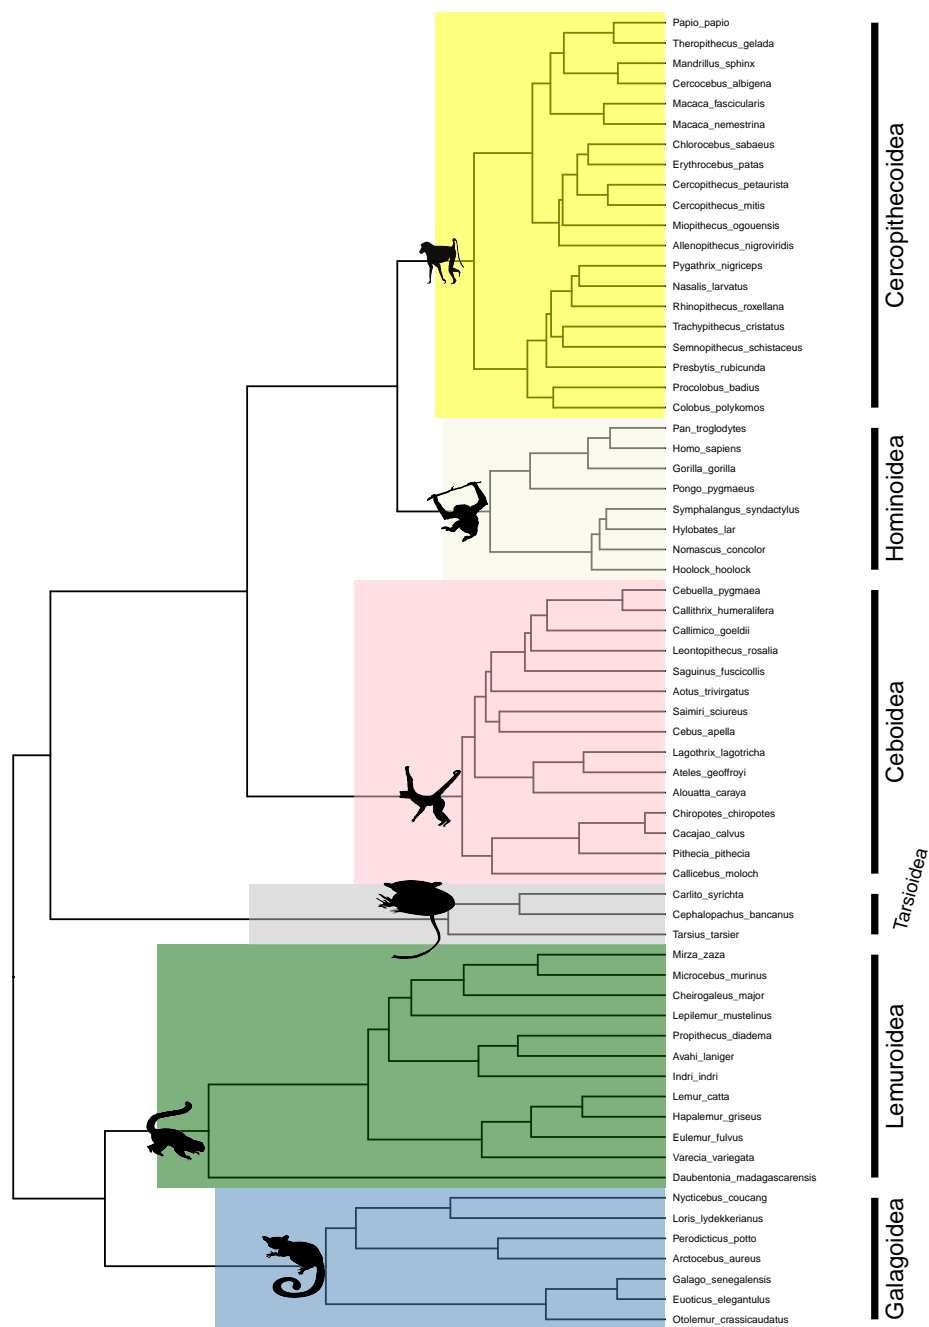 Papio_papio
Theropithecus_gelada
Mandrillus_sphinx
Cercocebus_albigena
Macaca_fascicularis
Macaca_nemestrina
Chlorocebus_sabaeus
Erythrocebus_patas
Cercopithecus_petaurista
Cercopithecus_mitis
Miopithecus_ogouensis
Allenopithecus_nigroviridis
Pygathrix_nigriceps
Nasalis_larvatus
Rhinopithecus_roxellana
Trachypithecus_cristatus
Semnopithecus_schistaceus
Presbytis_rubicunda
Procolobus_badius
Colobus_polykomos
Cercopithecoidea
Pan_troglodytes
Homo_sapiens
Gorilla_gorilla
Pongo_pygmaeus
Symphalangus_syndactylus
Hylobates_lar
Nomascus_concolor
Hoolock_hoolock
Hominoidea
Cebuella_pygmaea
Callithrix_humeralifera
Callimico_goeldii
Leontopithecus_rosalia
Saguinus_fuscicollis
Aotus_trivirgatus
Saimiri_sciureus
Cebus_apella
Lagothrix_lagotricha
Ateles_geoffroyi
Alouatta_caraya
Chiropotes_chiropotes
Cacajao_calvus
Pithecia_pithecia
Callicebus_moloch
Ceboidea
Carlito_syrichta
Cephalopachus_bancanus
Tarsius_tarsier
Tarsioidea
Mirza_zaza
Microcebus_murinus
Cheirogaleus_major
Lepilemur_mustelinus
Propithecus_diadema
Avahi_laniger
Indri_indri
Lemur_catta
Hapalemur_griseus
Eulemur_fulvus
Varecia_variegata
Daubentonia_madagascarensis
Lemuroidea
Nycticebus_coucang
Loris_lydekkerianus
Perodicticus_potto
Arctocebus_aureus
Galago_senegalensis
Euoticus_elegantulus
Otolemur_crassicaudatus
Galagoidea